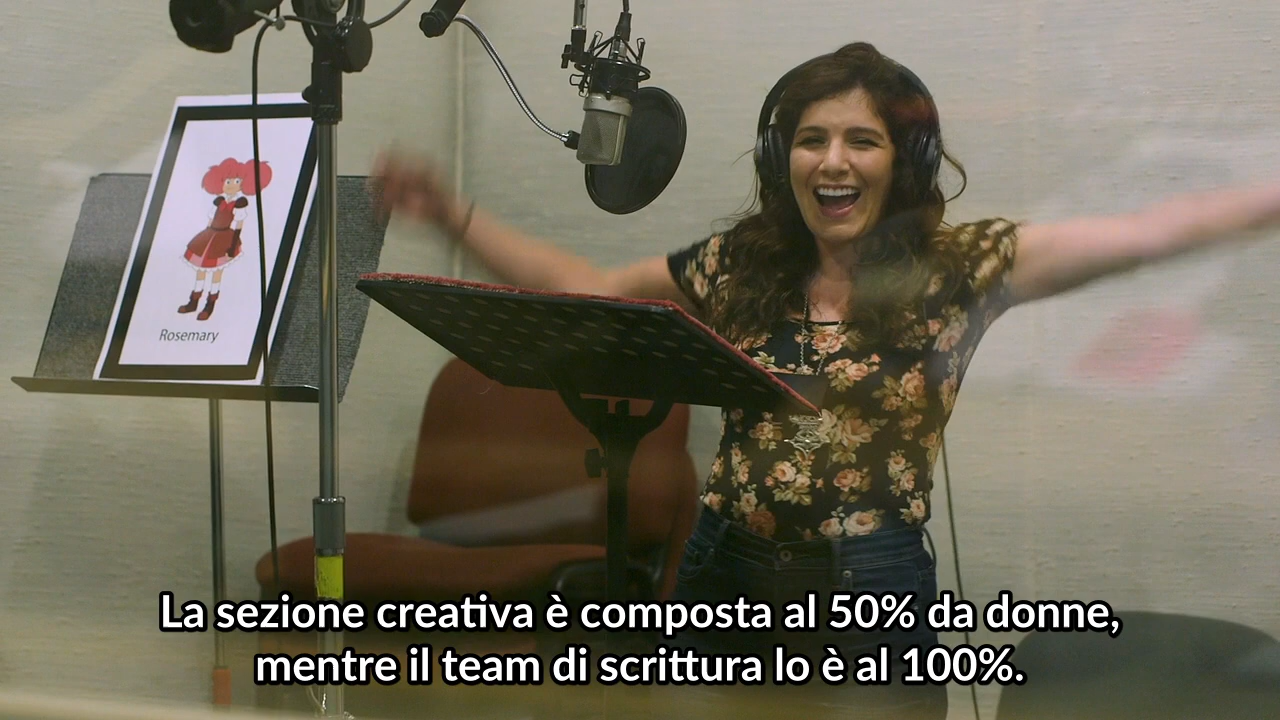 Rosemary
La sezione creativa è composta al 50% da donne,
mentre il team di scrittura lo è al 100%.